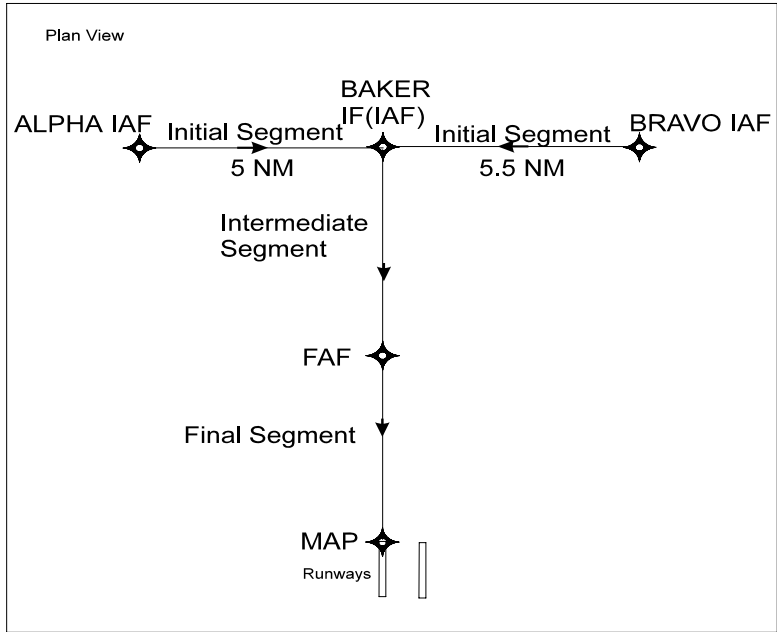 Plan View
BAKER
IF(IAF)
ALPHA IAF
Initial Segment
Initial Segment
BRAVO IAF
5 NM
5.5 NM
Intermediate
Segment
FAF
Final Segment
MAP
Runways